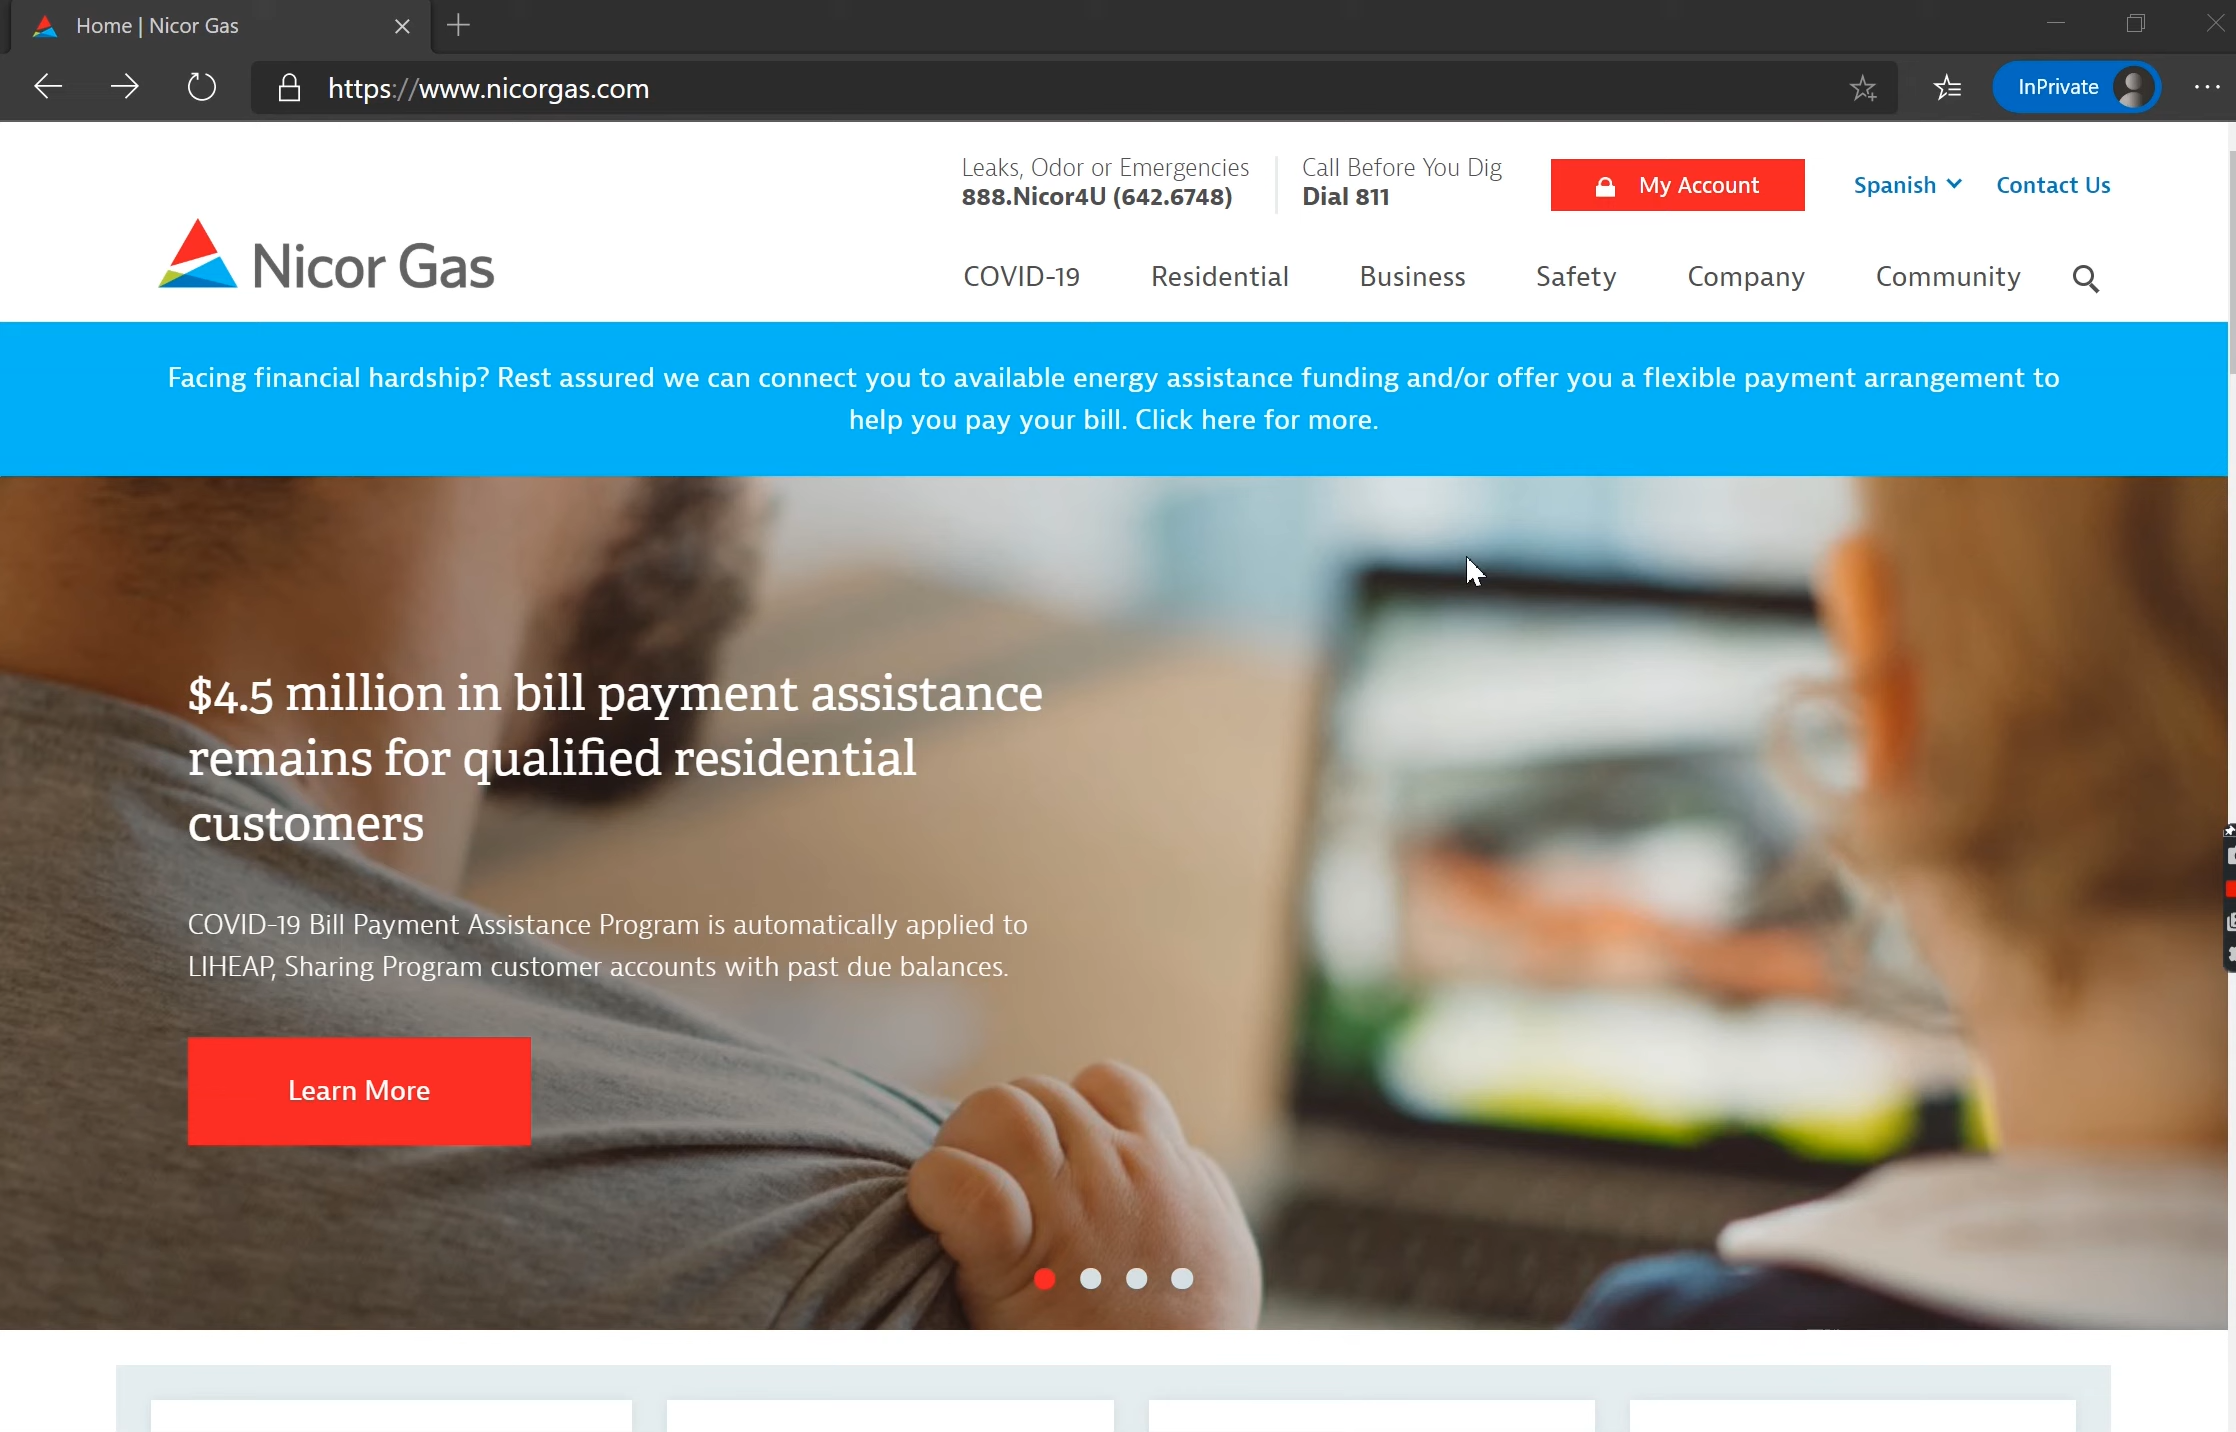 Home | Nicor Gas
https://www.nicorgas.com
InPrivate
Leaks, Odor or Emergencies
888.Nicor4U (642.6748)
Call Before You Dig
Dial 811
My Account
Spanish
Contact Us
Nicor Gas
COVID-19 Residential Business Safety Company Community
Facing financial hardship? Rest assured we can connect you to available energy assistance funding and/or offer you a flexible payment arrangement to
help you pay your bill. Click here for more.
$4.5 million in bill payment assistance
remains for qualified residential
customers
COVID-19 Bill Payment Assistance Program is automatically applied to
LIHEAP, Sharing Program customer accounts with past due balances.
Learn More